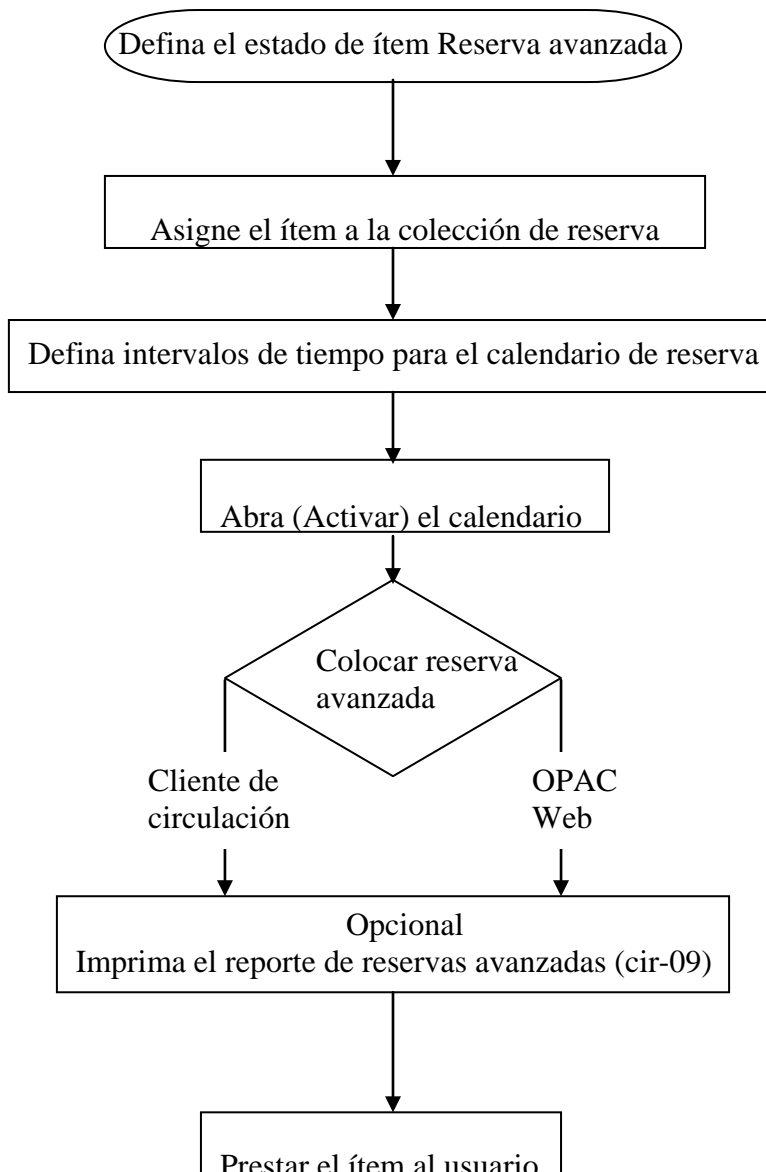 Defina el estado de ítem Reserva avanzada
Asigne el ítem a la colección de reserva
Defina intervalos de tiempo para el calendario de reserva
Abra (Activar) el calendario
Colocar reserva
avanzada
Cliente de
circulación
OPAC
Web
Opcional
Imprima el reporte de reservas avanzadas (cir-09)
Prestar el ítem al usuario